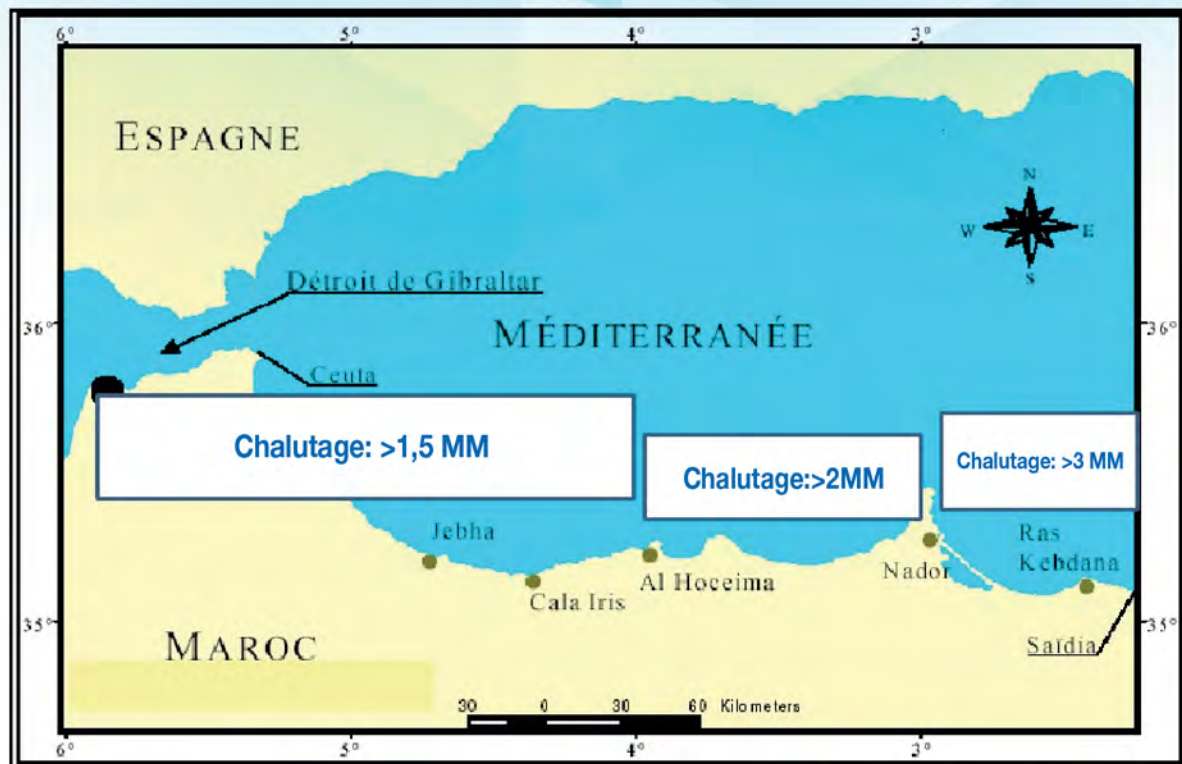 6° 5° 4° 3°
ESPAGNE
N
W E
S
Détroit de Gibraltar
36° 36°
MÉDITERRANÉE
Ceuta
Chalutage: >1,5 MM
Chalutage:>2MM
Chalutage: >3 MM
Jebha
Ras
Kebdana
Nador
Al Hoceima
Cala Iris
35° 35°
MAROC
Saïdia
30 0 30 60 Kilometers
6° 5° 4° 3°